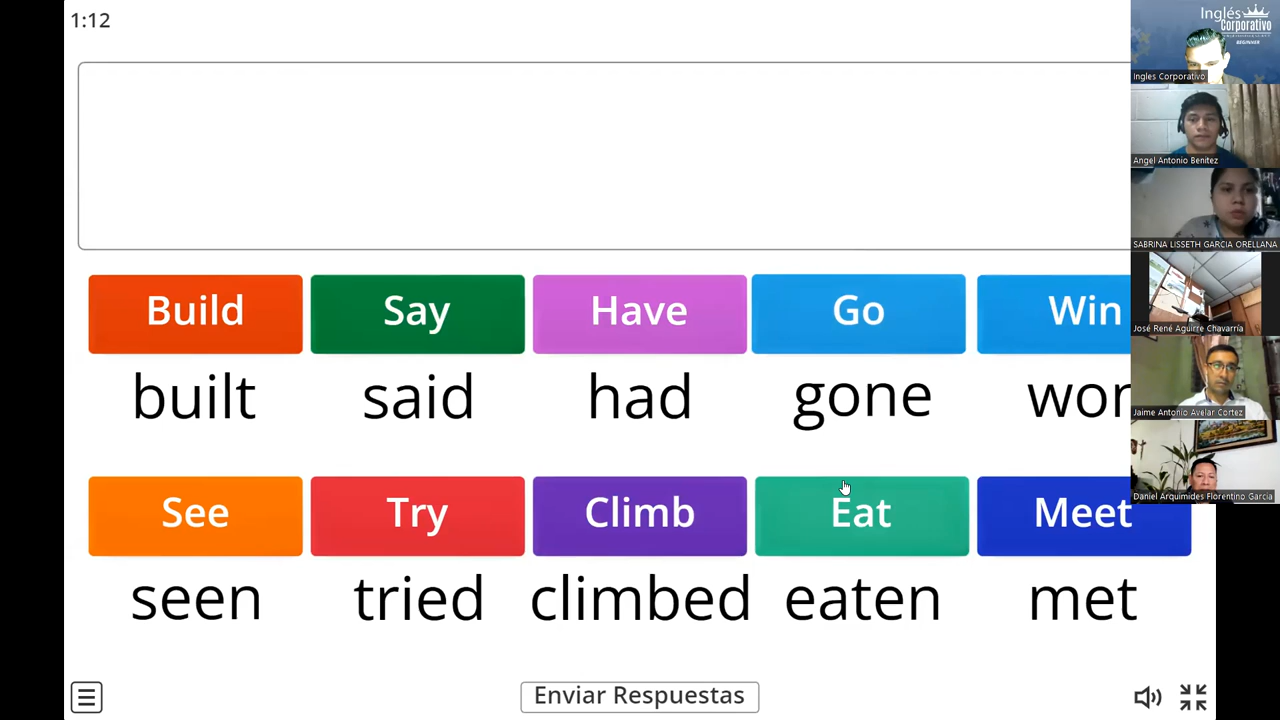 1:12
Build Say Have Go Win
built said had gone
See Try Climb Eat Meet
seen tried climbed eaten met
Enviar Respuestas
Inglés
Corporativo
BEGINNER
Ingles Corporativo
Angel Antonio Benitez
SABRINA LISSETH GARCIA ORELLANA
José René Aguirre Chavarría
Jaime Antonio Avelar Cortez
Daniel Arquimides Florentino Garcia